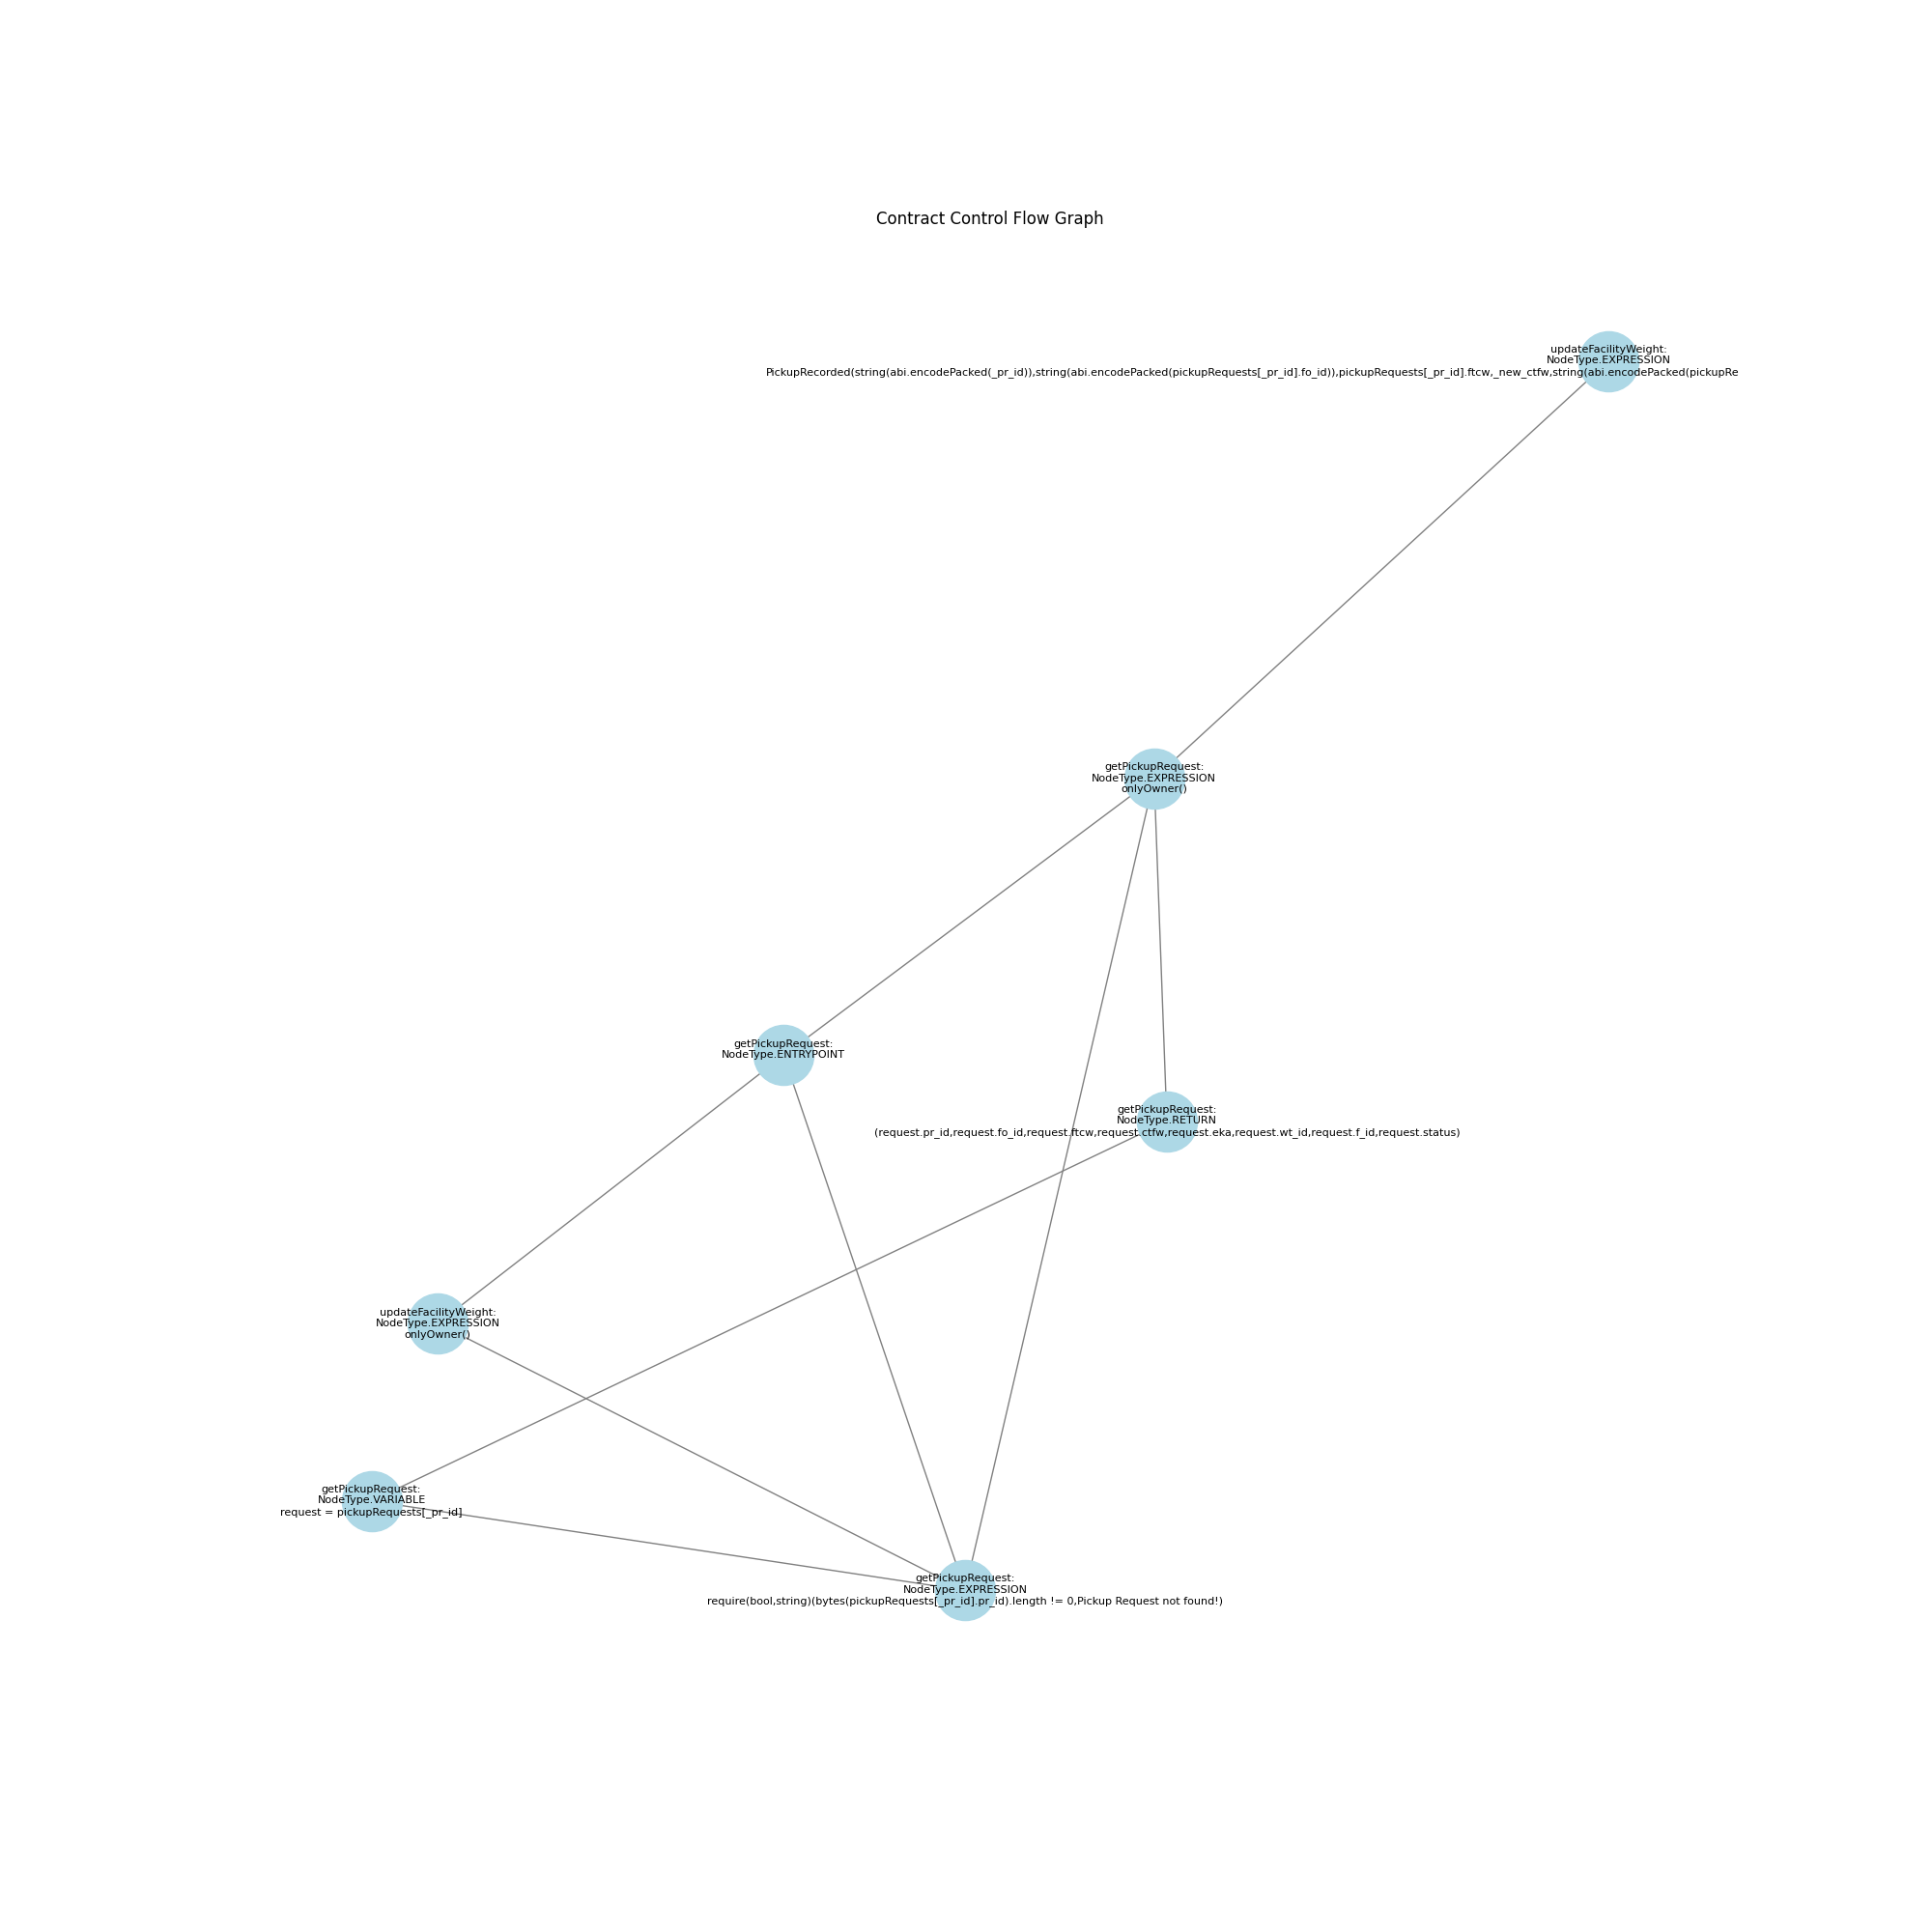 Contract Control Flow Graph
updateFacilityWeight:
NodeType.EXPRESSION
PickupRecorded(string(abi.encodePacked(_pr_id)),string(abi.encodePacked(pickupRequests[_pr_id].fo_id)),pickupRequests[_pr_id].ftcw,_new_ctfw,string(abi.encodePacked(pickupRe
getPickupRequest:
NodeType.EXPRESSION
onlyOwner()
getPickupRequest:
NodeType.ENTRYPOINT
getPickupRequest:
NodeType.RETURN
(request.pr_id,request.fo_id,request.ftcw,request.ctfw,request.eka,request.wt_id,request.f_id,request.status)
updateFacilityWeight:
NodeType.EXPRESSION
onlyOwner()
getPickupRequest:
NodeType.VARIABLE
request = pickupRequests[_pr_id]
getPickupRequest:
NodeType.EXPRESSION
require(bool,string)(bytes(pickupRequests[_pr_id].pr_id).length != 0,Pickup Request not found!)